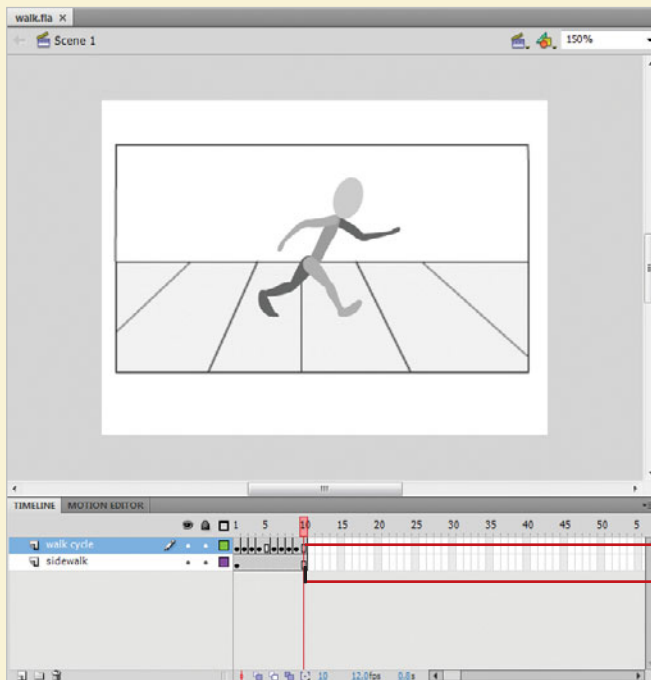 walk.fla ×
Scene 1
150%
TIMELINE MOTION EDITOR
1 5 10 15 20 25 30 35 40 45 50 5
walk cycle
sidewalk
10 12.0fps 0.8s